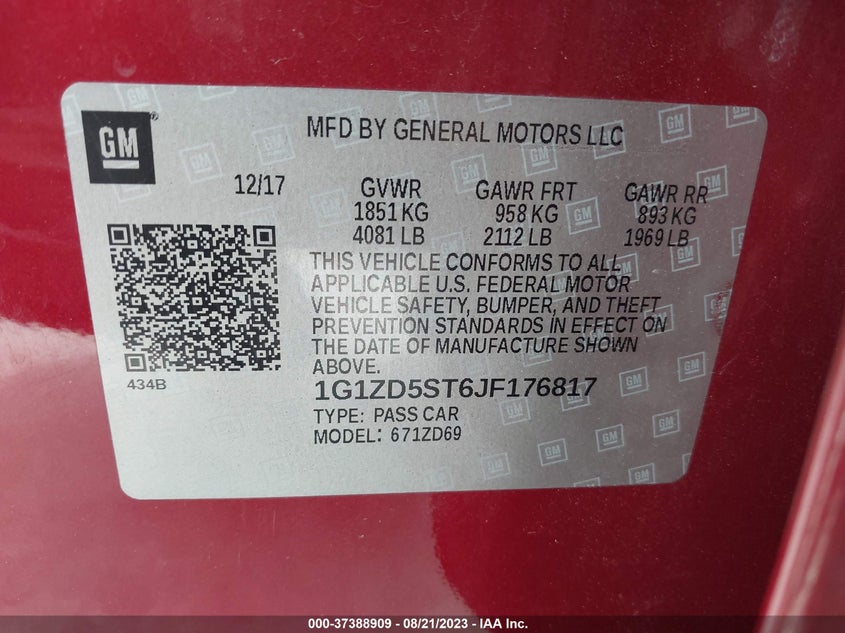 GM
MFD BY GENERAL MOTORS LLC
12/17
GVWR
1851 KG
4081 LB
GAWR FRT
958 KG
2112 LB
GAWR RR
893 KG
1969 LB
THIS VEHICLE CONFORMS TO ALL
APPLICABLE U.S. FEDERAL MOTOR
VEHICLE SAFETY, BUMPER, AND THEFT
PREVENTION STANDARDS IN EFFECT ON
THE DATE OF MANUFACTURE SHOWN
ABOVE.
434B
1G1ZD5ST6JF176817
TYPE: PASS CAR
MODEL: 671ZD69
000-37388909 - 08/21/2023 - © IAA Inc.